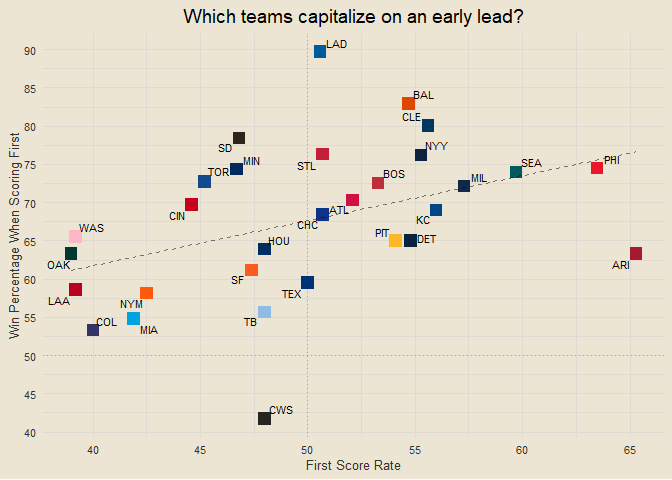 Which teams capitalize on an early lead?
Win Percentage When Scoring First
90
85
80
75
70
65
60
55
50
45
40
LAD
BAL
CLE
SD
NYY
STL
MIN
TOR
BOS
SEA
PHI
MIL
CIN
ATL
CHC
KC
WAS
PIT
DET
HOU
OAK
ARI
SF
LAA
TEX
NYM
TB
COL
MIA
CWS
40
45
50
55
60
65
First Score Rate